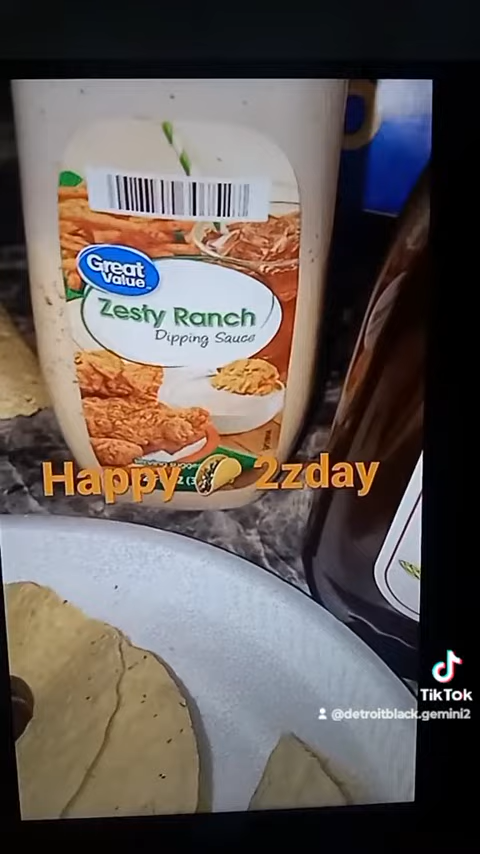 Great
Value
Zesty Ranch
Dipping Sauce
Happy 🌮 2zday
TikTok
@detroitblack.gemini2